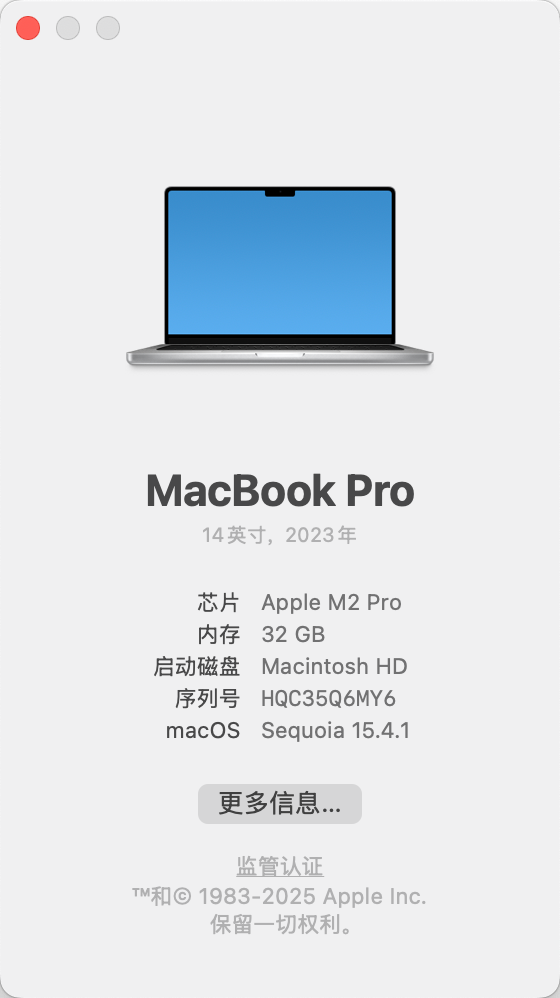 MacBook Pro
14英寸，2023年
芯片 Apple M2 Pro
内存 32 GB
启动磁盘 Macintosh HD
序列号 HQC35Q6MY6
macOS Sequoia 15.4.1
更多信息...
监管认证
™和© 1983-2025 Apple Inc.
保留一切权利。